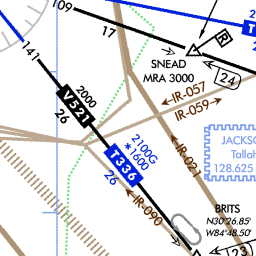 109
17
141
SNEAD
MRA 3000
R
24
T
2000
V521
26
←IR-057
IR-059→
2100G
*1600
T336
26
←IR-021
←IR-090
JACKSO
Tallah
128.625
BRITS
N30°26.85'
W84°48.50'
23